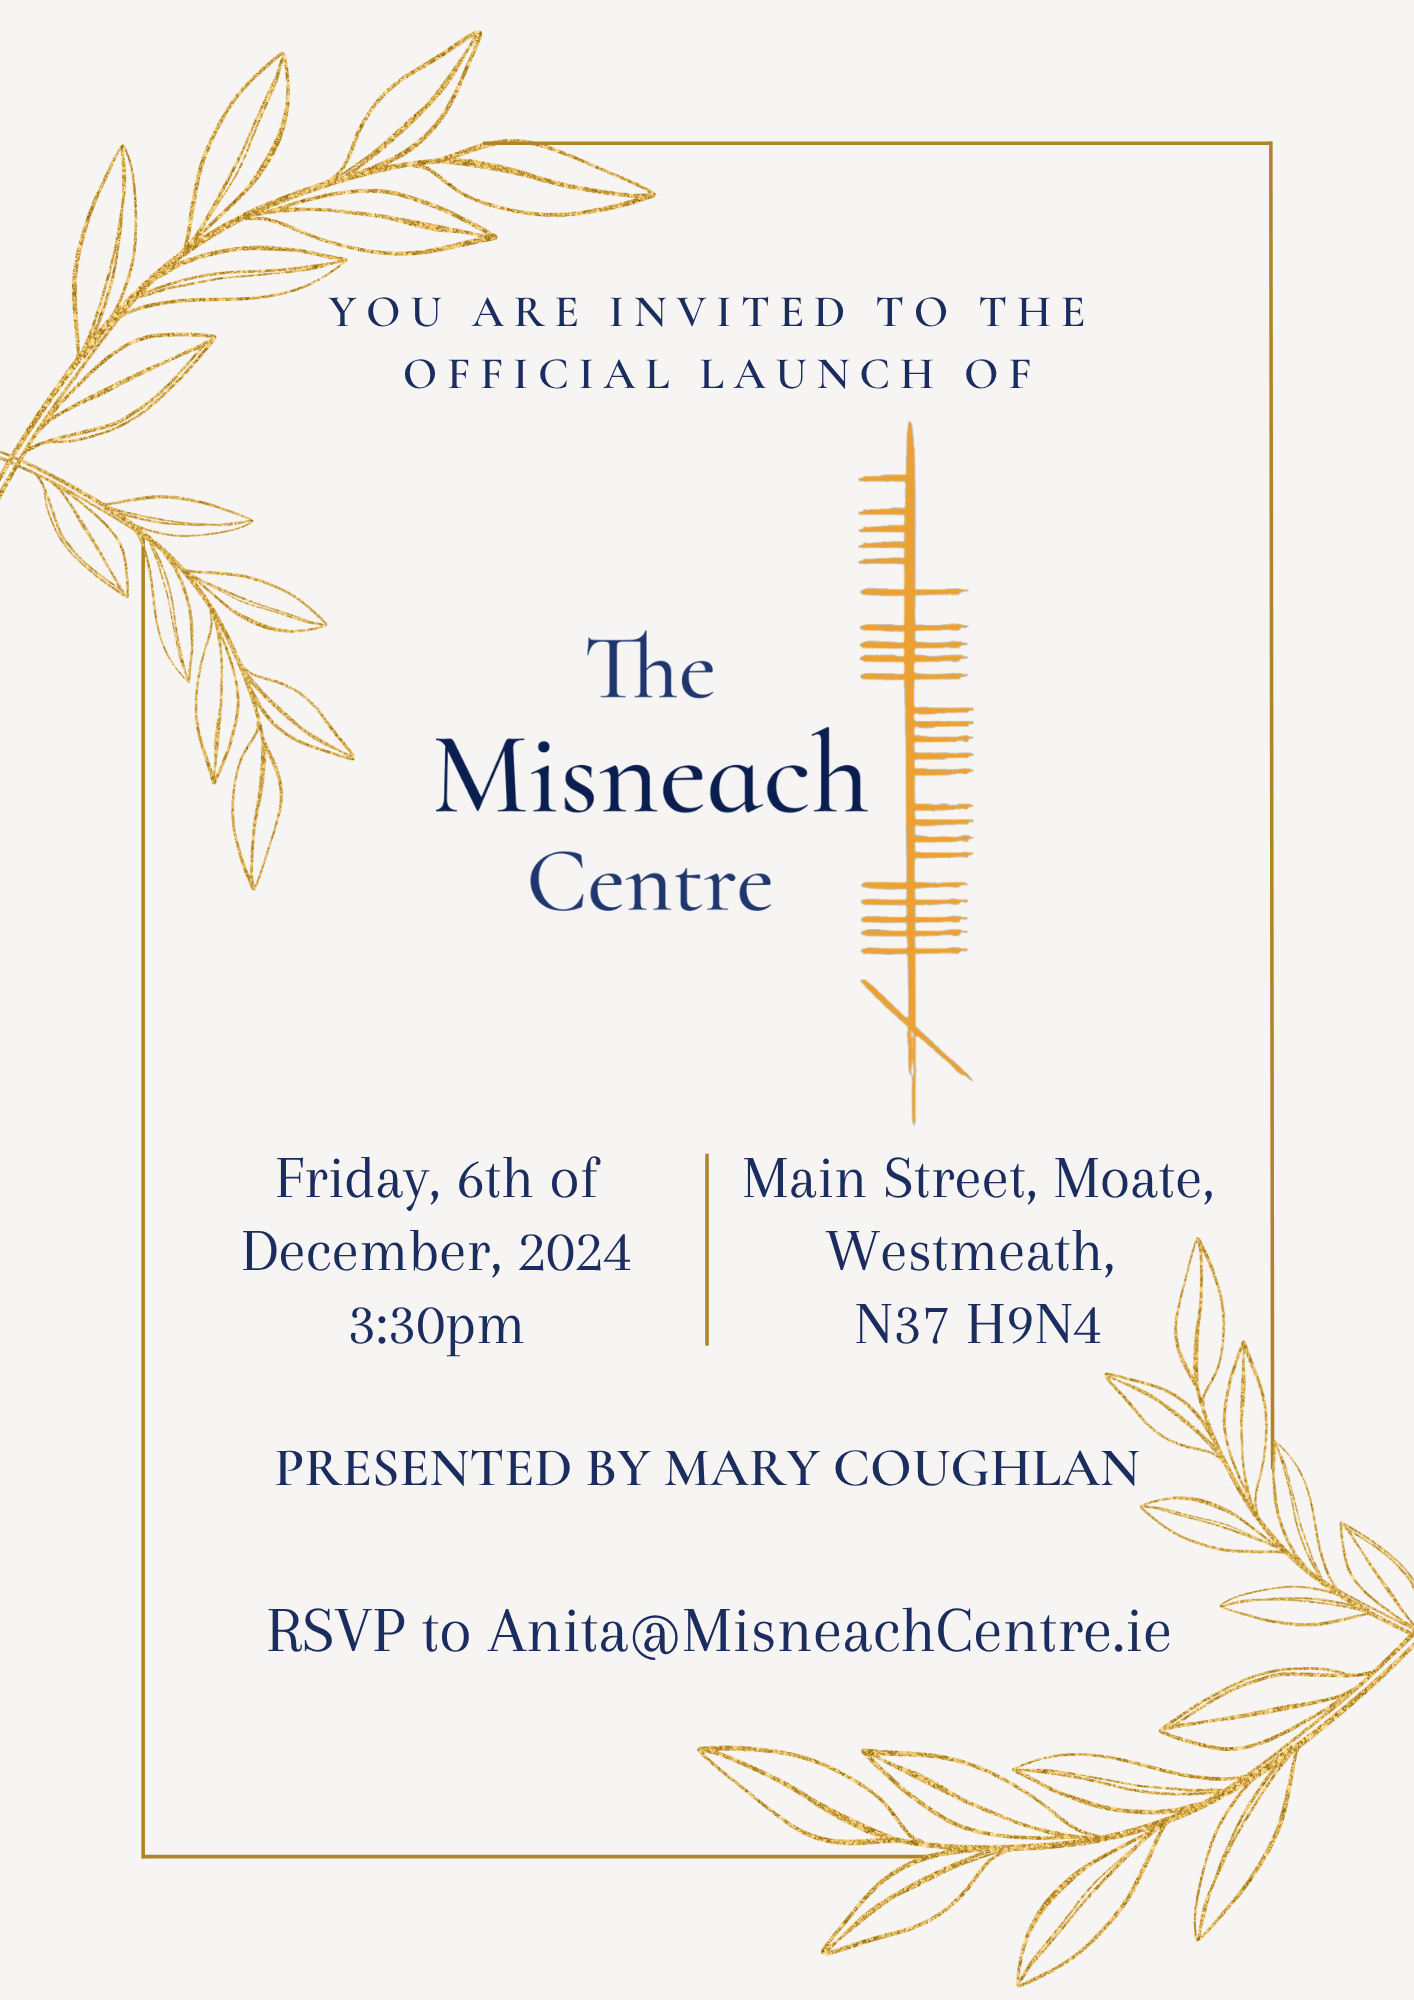 YOU ARE INVITED TO THE
OFFICIAL LAUNCH OF
The
Misneach
Centre
ᚋᚔᚄᚅᚓᚐᚉᚆ
Friday, 6th of
December, 2024
3:30pm
Main Street, Moate,
Westmeath,
N37 H9N4
PRESENTED BY MARY COUGHLAN
RSVP to Anita@MisneachCentre.ie